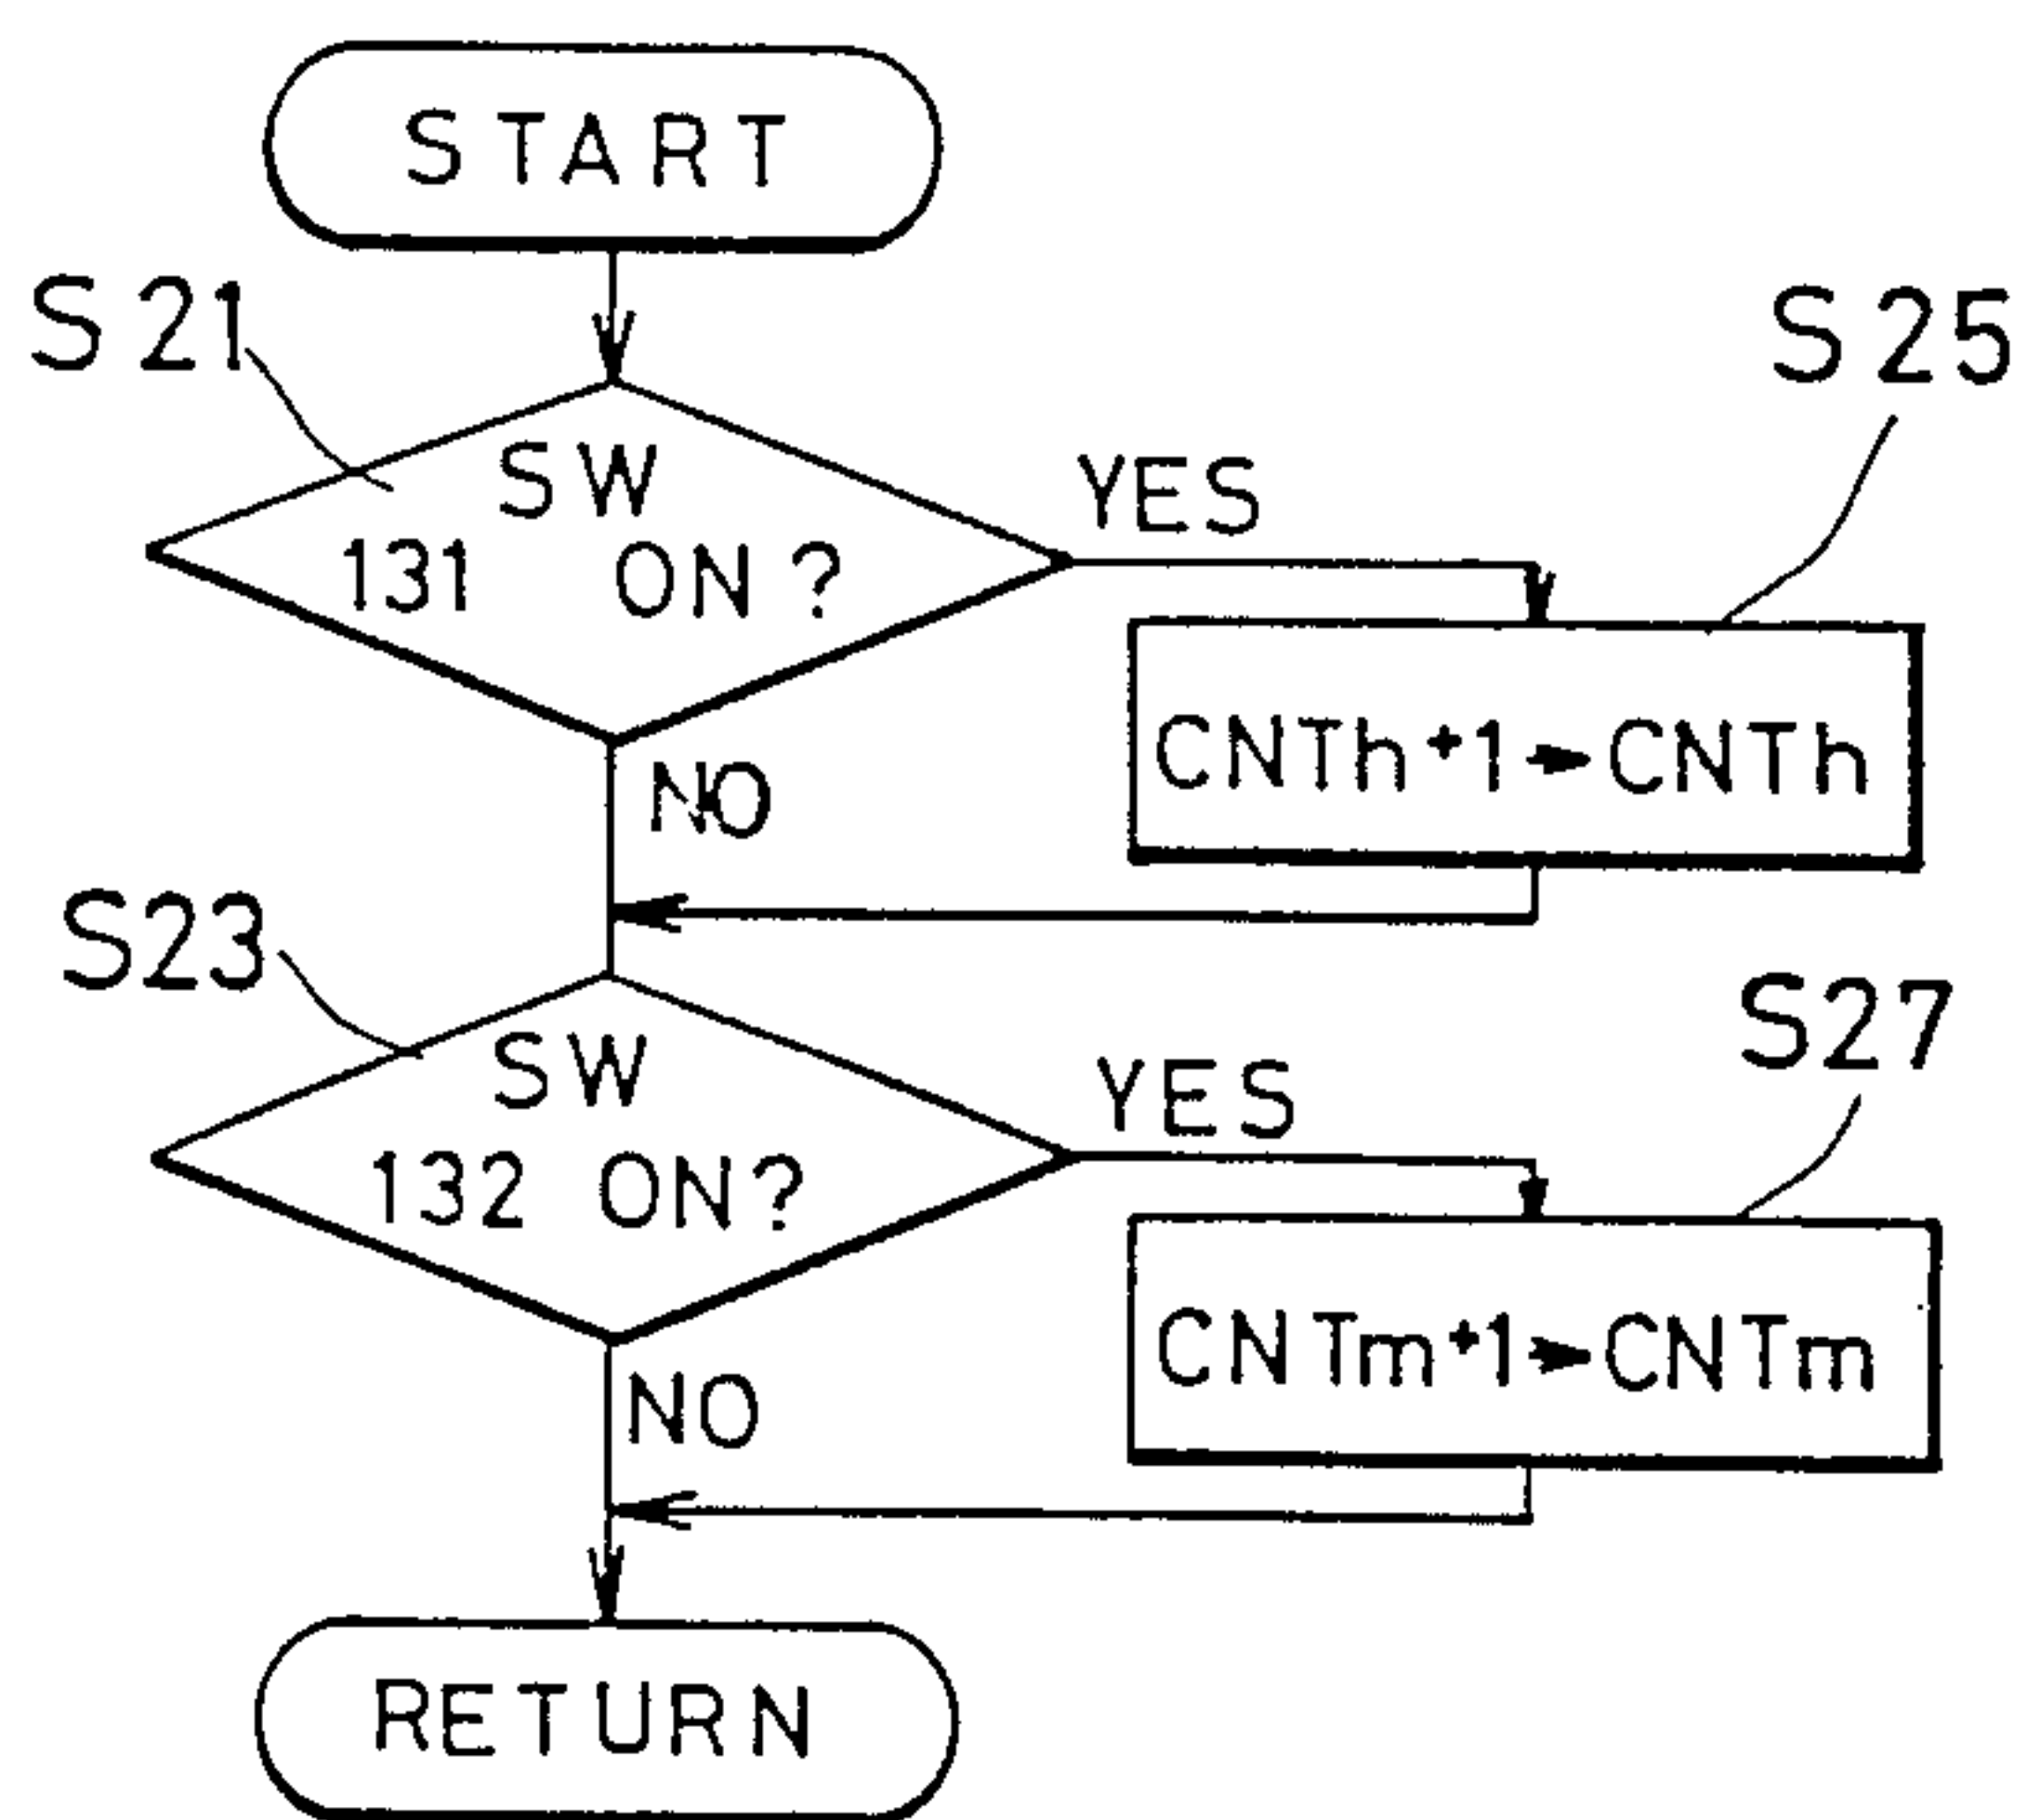 START
S21
SW
131 ON?
YES
S25
CNTh+1→CNTh
NO
S23
SW
132 ON?
YES
S27
CNTm+1→CNTm
NO
RETURN